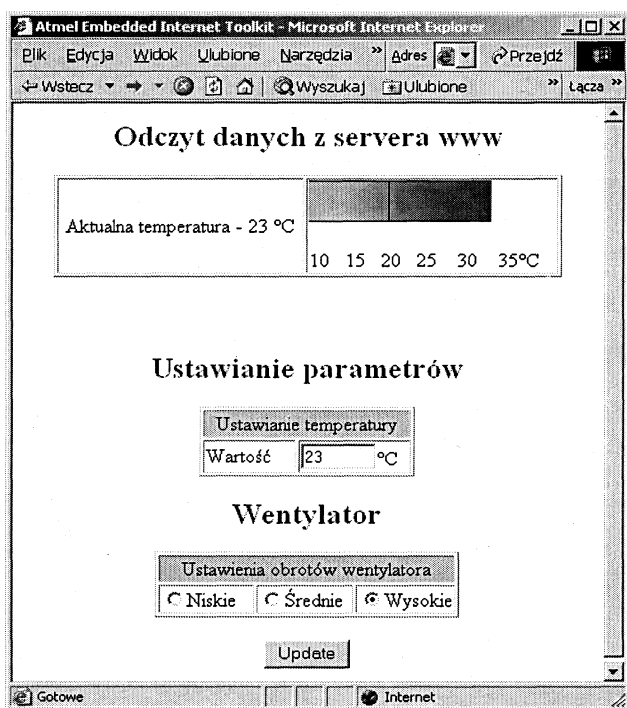 Atmel Embedded Internet Toolkit - Microsoft Internet Explorer
Plik Edycja Widok Ulubione Narzędzia » Adres Przejdź
Wstecz Wyszukaj Ulubione » Łącza »
Odczyt danych z servera www
Aktualna temperatura - 23 °C
10 15 20 25 30 35°C
Ustawianie parametrów
Ustawianie temperatury
Wartość 23 °C
Wentylator
Ustawienia obrotów wentylatora
Niskie Średnie Wysokie
Update
Gotowe Internet